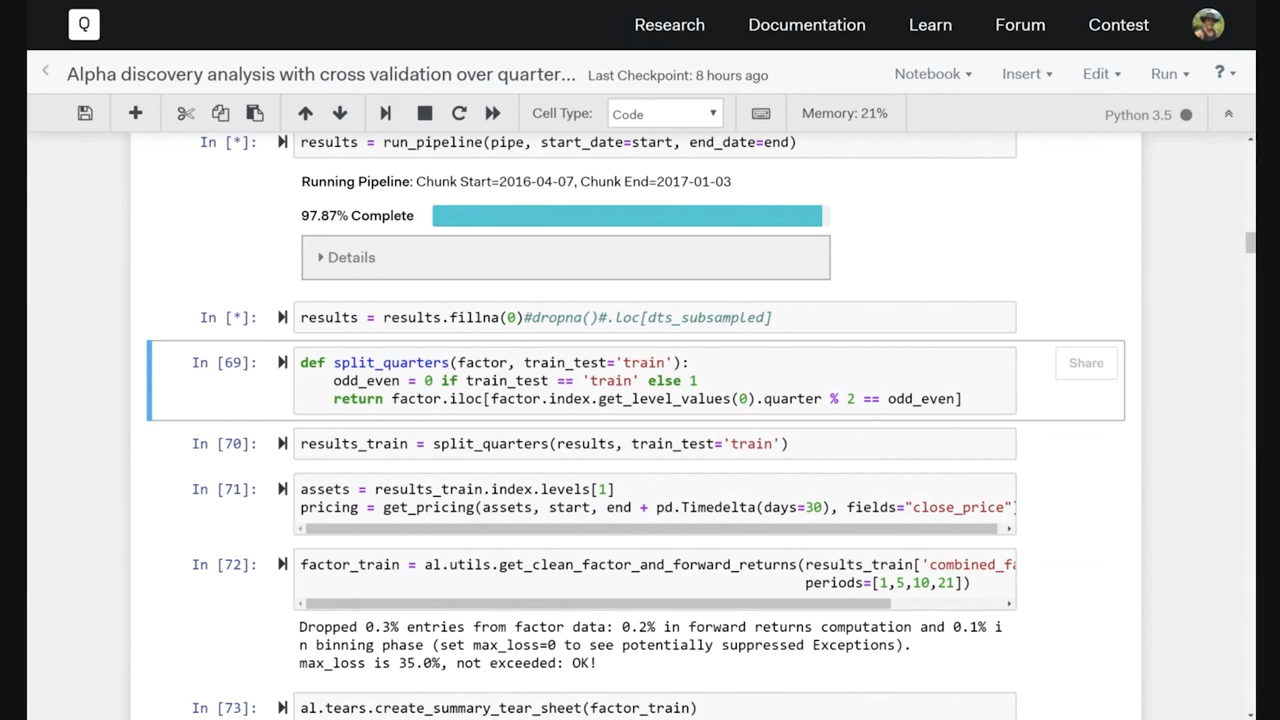 Q Research Documentation Learn Forum Contest
Alpha discovery analysis with cross validation over quarter... Last Checkpoint: 8 hours ago Notebook Insert Edit Run ?
Cell Type: Code Memory: 21% Python 3.5
In [*]: results = run_pipeline(pipe, start_date=start, end_date=end)
Running Pipeline: Chunk Start=2016-04-07, Chunk End=2017-01-03
97.87% Complete
Details
In [*]: results = results.fillna(0)#dropna()#.loc[dts_subsampled]
In [69]: def split_quarters(factor, train_test='train'):
Share
odd_even = 0 if train_test == 'train' else 1
return factor.iloc[factor.index.get_level_values(0).quarter % 2 == odd_even]
In [70]: results_train = split_quarters(results, train_test='train')
In [71]: assets = results_train.index.levels[1]
pricing = get_pricing(assets, start, end + pd.Timedelta(days=30), fields="close_price")
In [72]: factor_train = al.utils.get_clean_factor_and_forward_returns(results_train['combined_fa
periods=[1,5,10,21])
Dropped 0.3% entries from factor data: 0.2% in forward returns computation and 0.1% i
n binning phase (set max_loss=0 to see potentially suppressed Exceptions).
max_loss is 35.0%, not exceeded: OK!
In [73]: al.tears.create_summary_tear_sheet(factor_train)